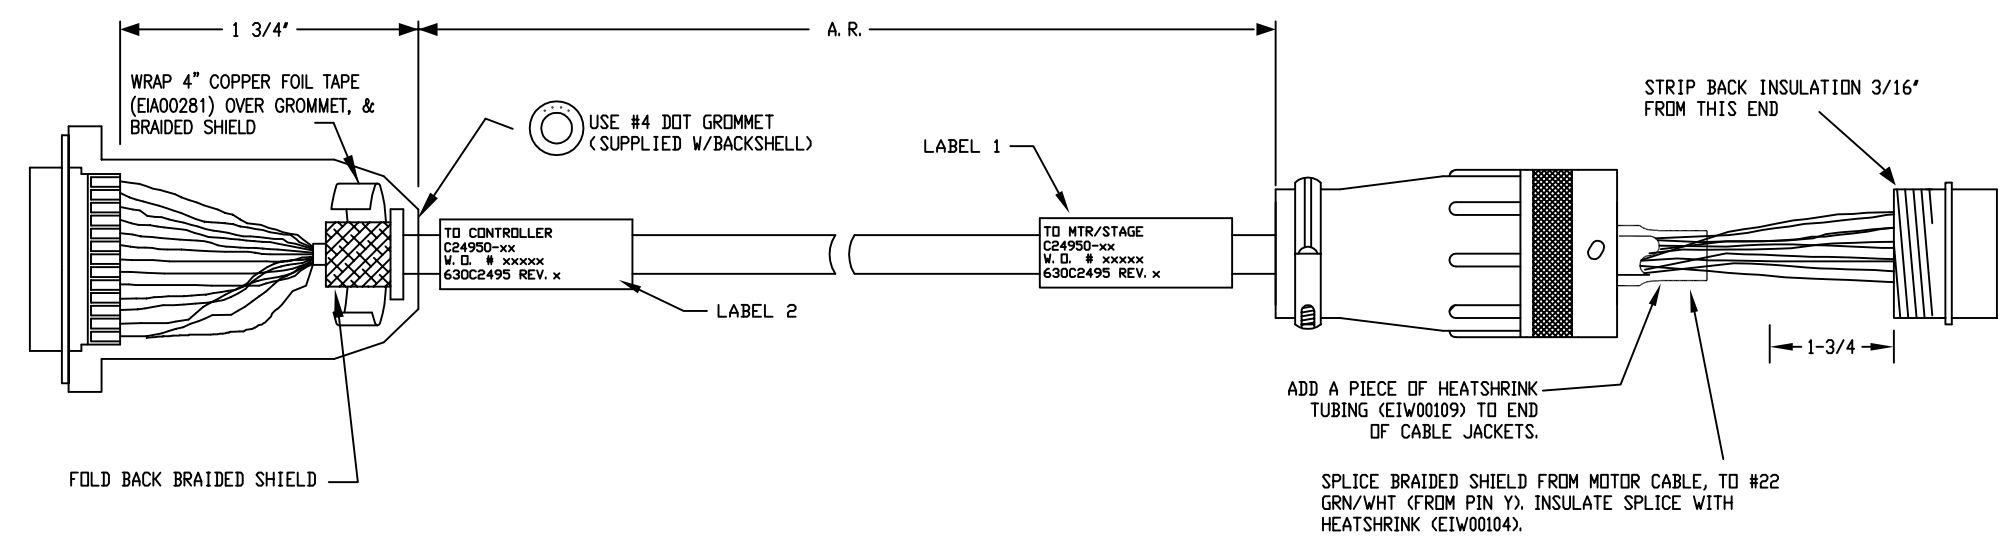 1 3/4"
A. R.
WRAP 4" COPPER FOIL TAPE
(EIA00281) OVER GROMMET, &
BRAIDED SHIELD
USE #4 DOT GROMMET
(SUPPLIED W/BACKSHELL)
LABEL 1
STRIP BACK INSULATION 3/16"
FROM THIS END
TO CONTROLLER
C24950-xx
W. O. # xxxxx
630C2495 REV. x
TO MTR/STAGE
C24950-xx
W. O. # xxxxx
630C2495 REV. x
LABEL 2
1-3/4
ADD A PIECE OF HEATSHRINK
TUBING (EIW00109) TO END
OF CABLE JACKETS.
FOLD BACK BRAIDED SHIELD
SPLICE BRAIDED SHIELD FROM MOTOR CABLE, TO #22
GRN/WHT (FROM PIN Y). INSULATE SPLICE WITH
HEATSHRINK (EIW00104).